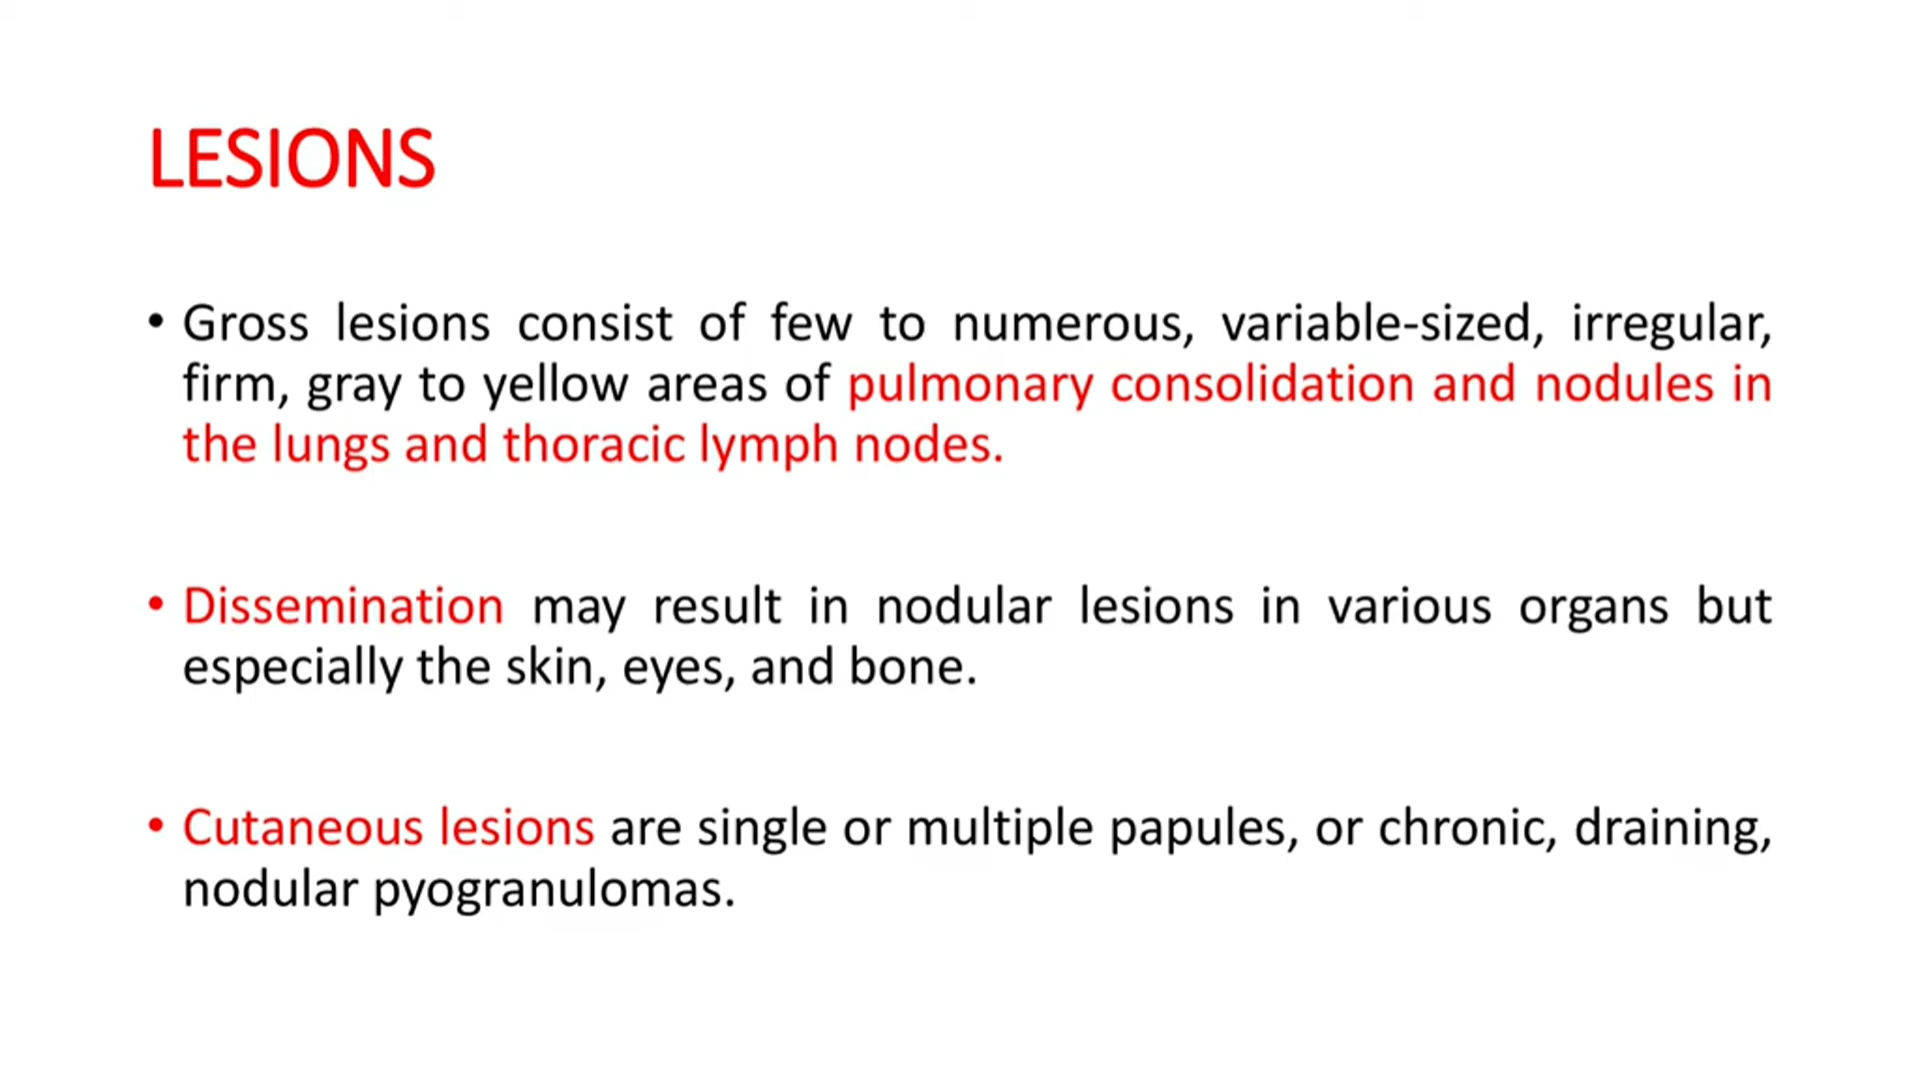 LESIONS
• Gross lesions consist of few to numerous, variable-sized, irregular,
firm, gray to yellow areas of pulmonary consolidation and nodules in
the lungs and thoracic lymph nodes.
• Dissemination may result in nodular lesions in various organs but
especially the skin, eyes, and bone.
• Cutaneous lesions are single or multiple papules, or chronic, draining,
nodular pyogranulomas.